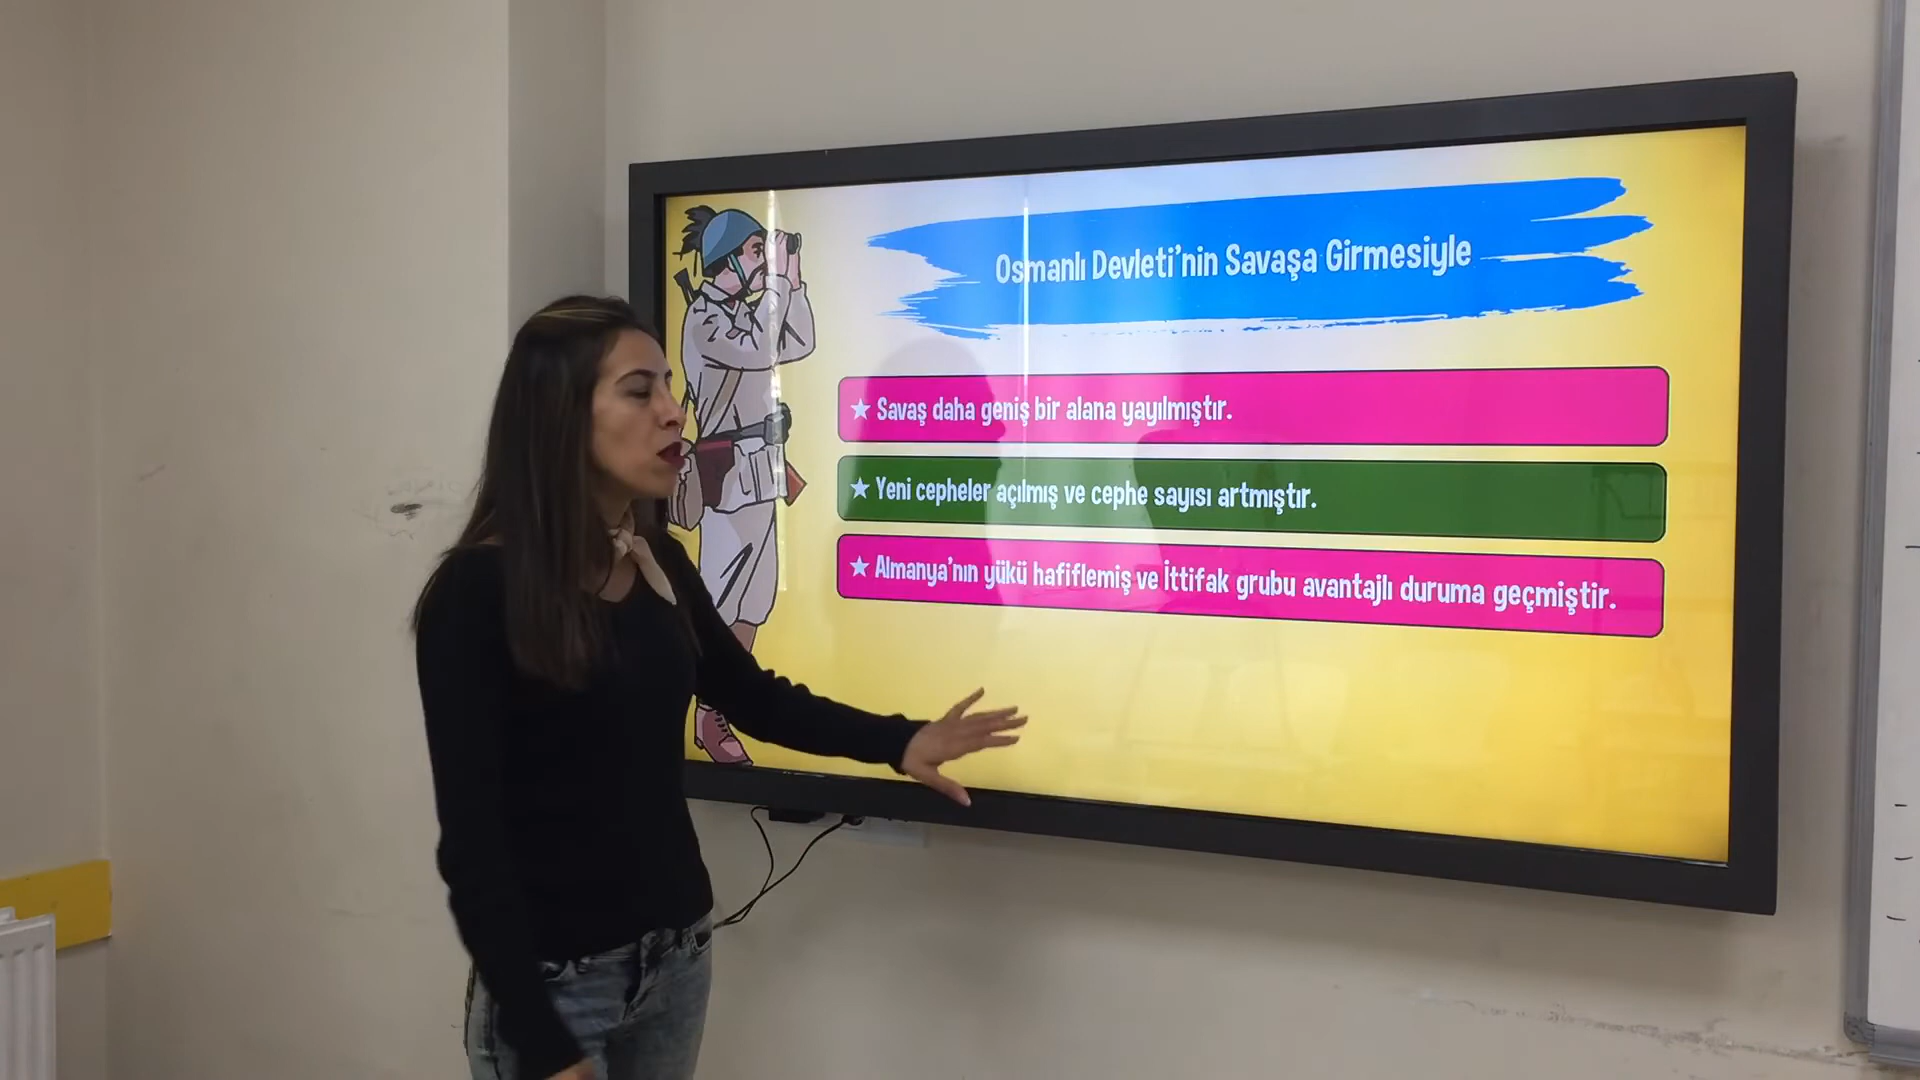 Osmanlı Devleti'nin Savaşa Girmesiyle
★ Savaş daha geniş bir alana yayılmıştır.
★ Yeni cepheler açılmış ve cephe sayısı artmıştır.
★ Almanya'nın yükü hafiflemiş ve İttifak grubu avantajlı duruma geçmiştir.